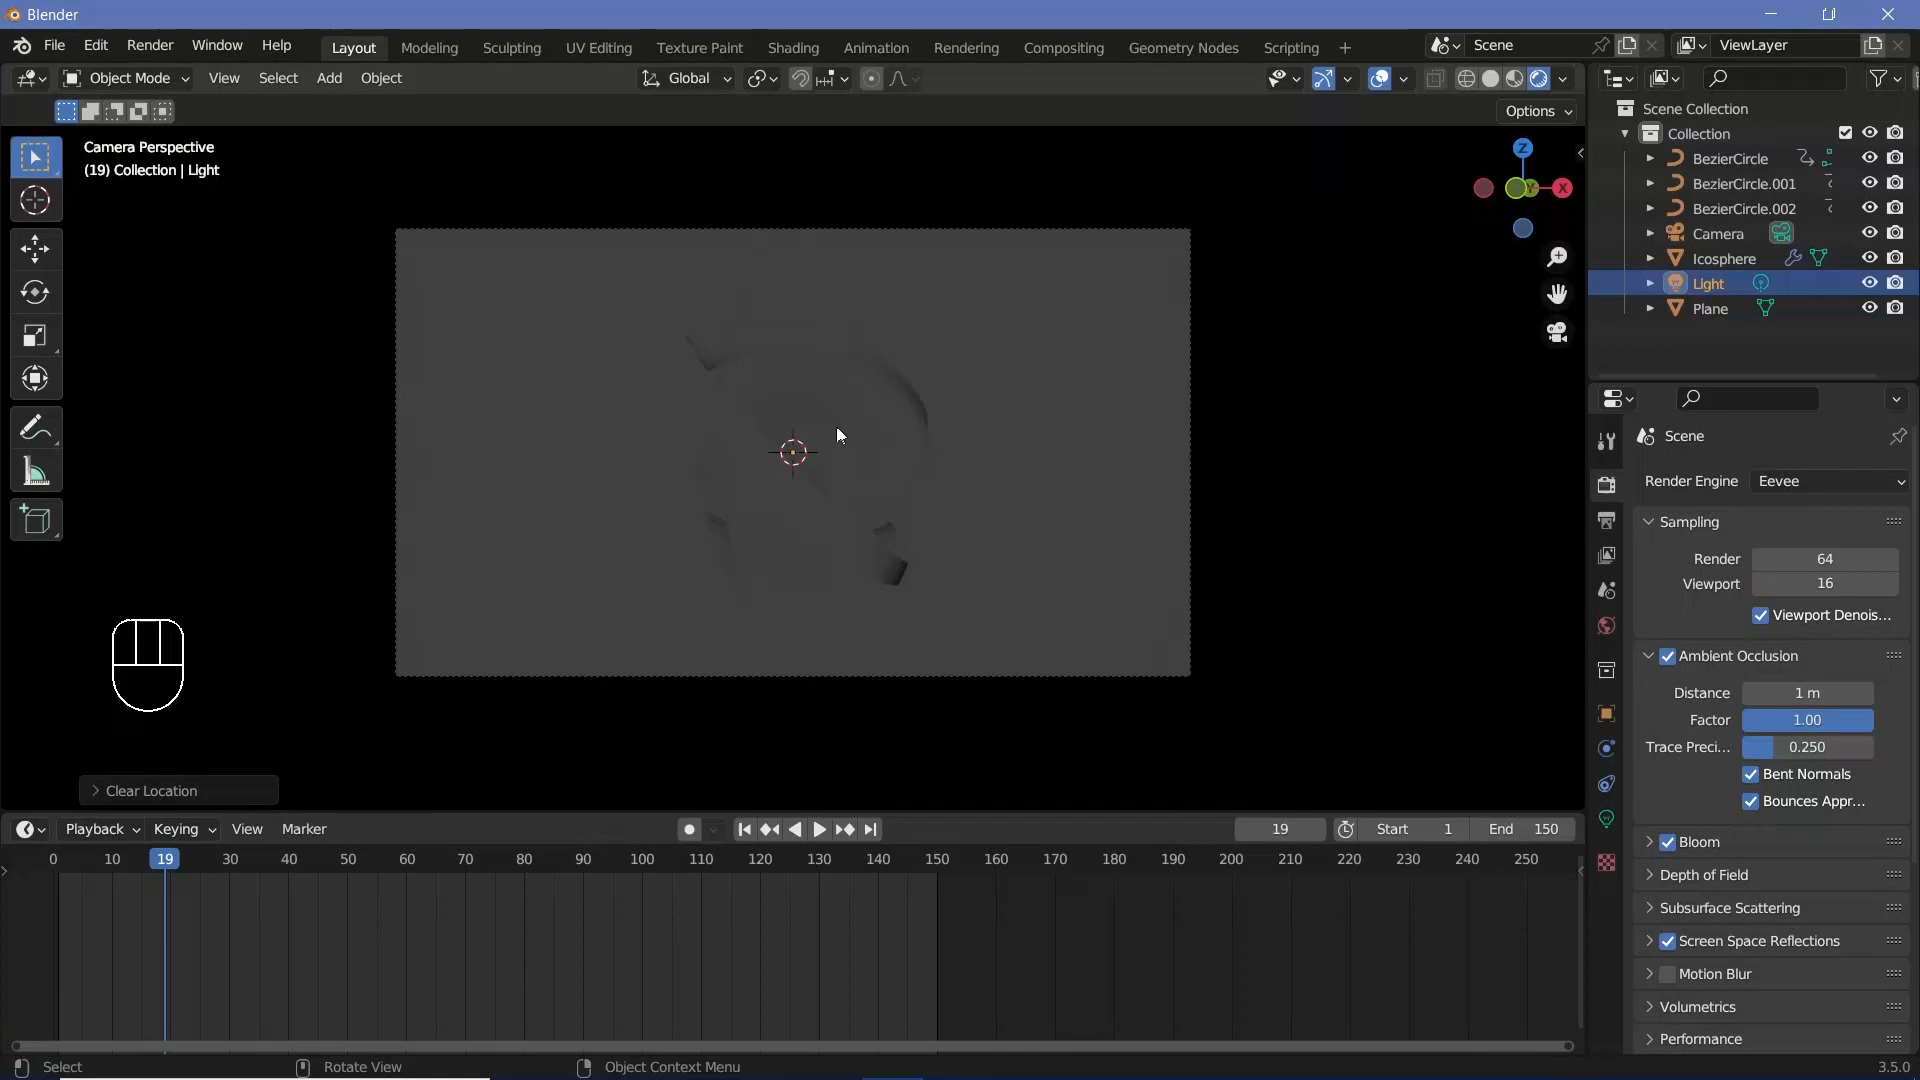 Blender
File Edit Render Window Help Layout Modeling Sculpting UV Editing Texture Paint Shading Animation Rendering Compositing Geometry Nodes Scripting + Scene ViewLayer
Object Mode View Select Add Object Global
Options
Camera Perspective
(19) Collection | Light
Z
X
Y
Scene Collection
Collection
BezierCircle
BezierCircle.001
BezierCircle.002
Camera
Icosphere
Light
Plane
Scene
Render Engine Eevee
Sampling
Render 64
Viewport 16
Viewport Denois...
Ambient Occlusion
Distance 1 m
Factor 1.00
Trace Preci... 0.250
Bent Normals
Bounces Appr...
Bloom
Depth of Field
Subsurface Scattering
Screen Space Reflections
Motion Blur
Volumetrics
Performance
Clear Location
Playback Keying View Marker 19 Start 1 End 150
0 10 19 30 40 50 60 70 80 90 100 110 120 130 140 150 160 170 180 190 200 210 220 230 240 250
Select Rotate View Object Context Menu 3.5.0